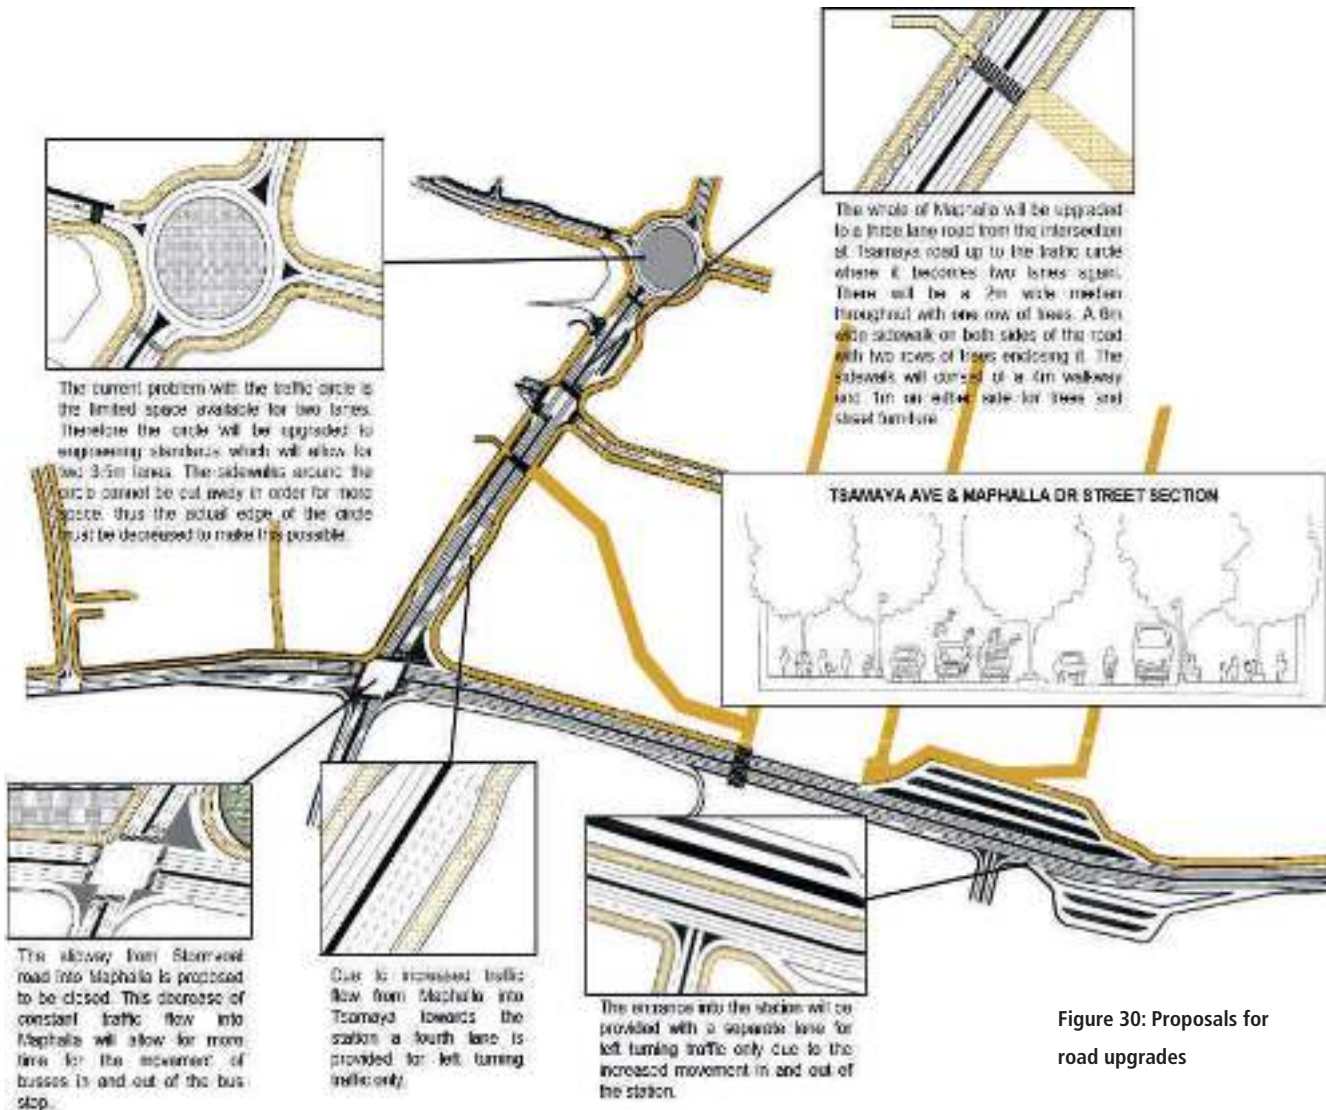 The whole of Maphalla will be upgraded
to a three lane road from the intersection
at Tsamaya road up to the traffic circle
where it becomes two lanes again.
There will be a 2m wide median
throughout with one row of trees. A 6m
wide sidewalk on both sides of the road
with two rows of trees enclosing it. The
sidewalk will consist of a 4m walkway
and 1m on either side for trees and
street furniture
The current problem with the traffic circle is
the limited space available for two lanes.
Therefore the circle will be upgraded to
engineering standards which will allow for
two 3.5m lanes. The sidewalks around the
circle cannot be cut away in order for more
space, thus the actual edge of the circle
must be decreased to make this possible.
TSAMAYA AVE & MAPHALLA DR STREET SECTION
The slipway from Stormvoel
road into Maphalla is proposed
to be closed. This decrease of
constant traffic flow into
Maphalla will allow for more
time for the movement of
busses in and out of the bus
stop.
Due to increased traffic
flow from Maphalla into
Tsamaya towards the
station a fourth lane is
provided for left turning
traffic only.
The entrance into the station will be
provided with a separate lane for
left turning traffic only due to the
increased movement in and out of
the station.
Figure 30: Proposals for
road upgrades